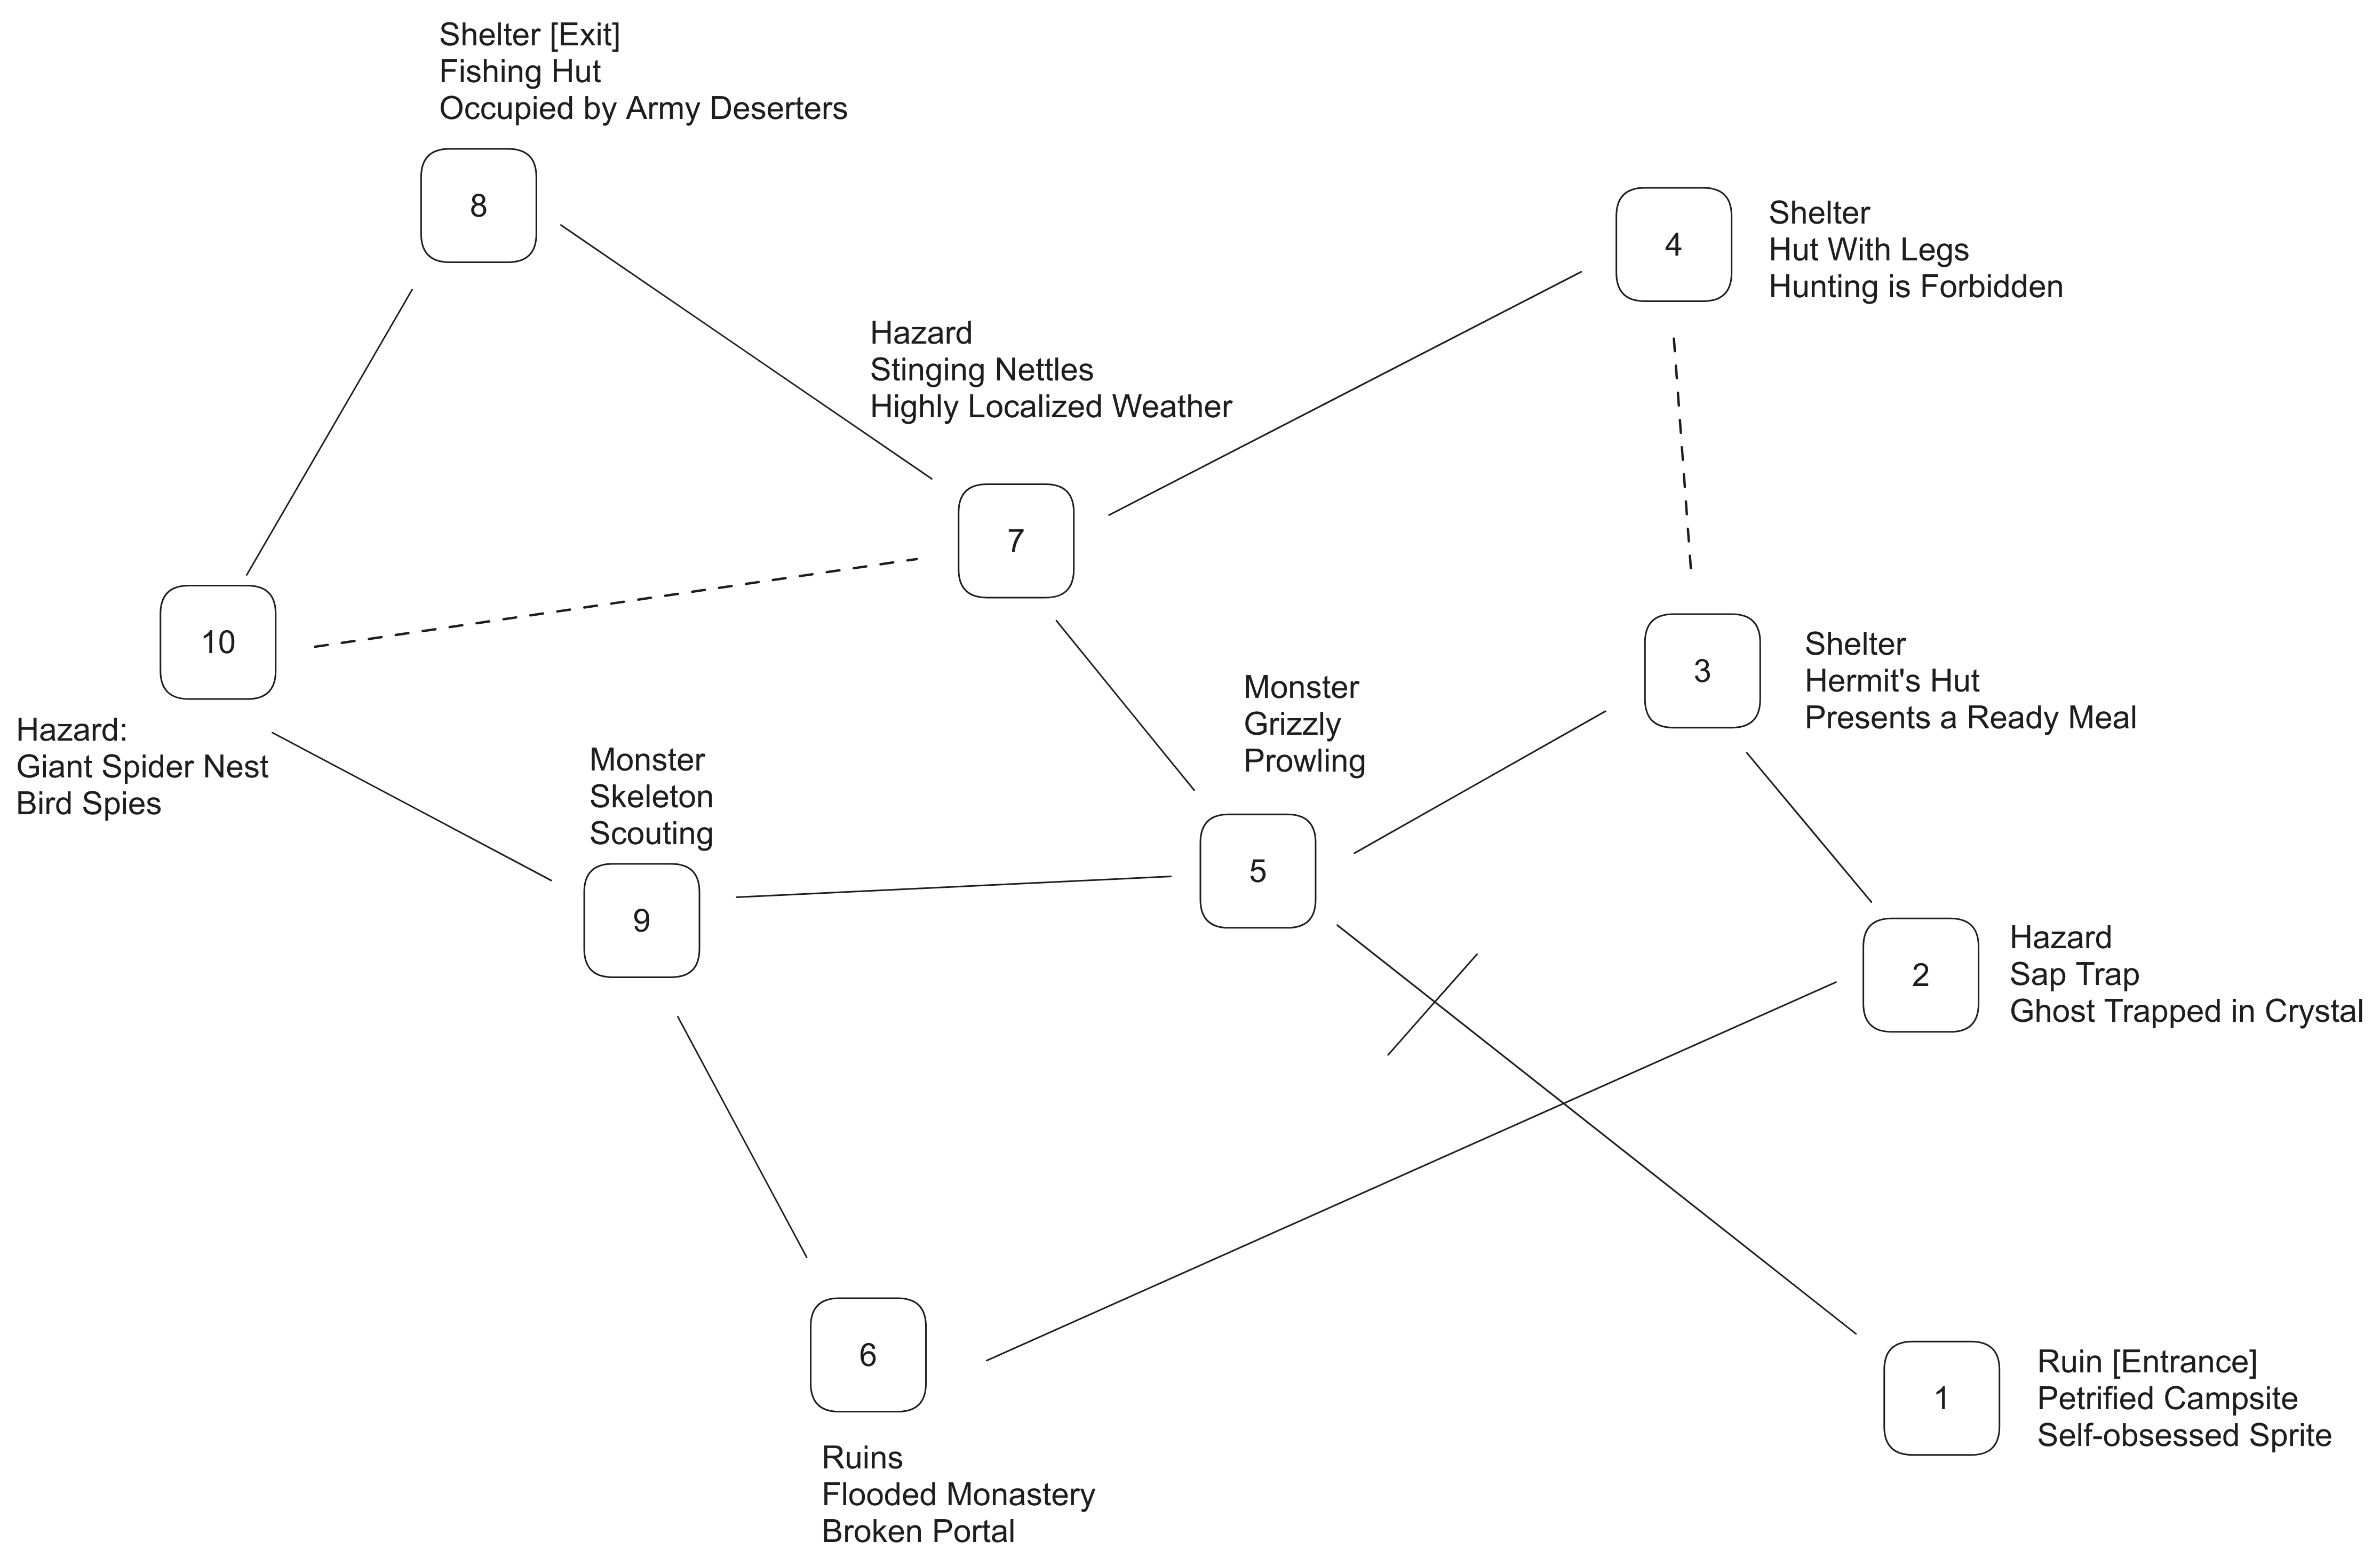 Shelter [Exit]
Fishing Hut
Occupied by Army Deserters
8
4
Shelter
Hut With Legs
Hunting is Forbidden
Hazard
Stinging Nettles
Highly Localized Weather
7
10
Hazard:
Giant Spider Nest
Bird Spies
3
Shelter
Hermit's Hut
Presents a Ready Meal
Monster
Grizzly
Prowling
5
Monster
Skeleton
Scouting
9
2
Hazard
Sap Trap
Ghost Trapped in Crystal
6
Ruins
Flooded Monastery
Broken Portal
1
Ruin [Entrance]
Petrified Campsite
Self-obsessed Sprite